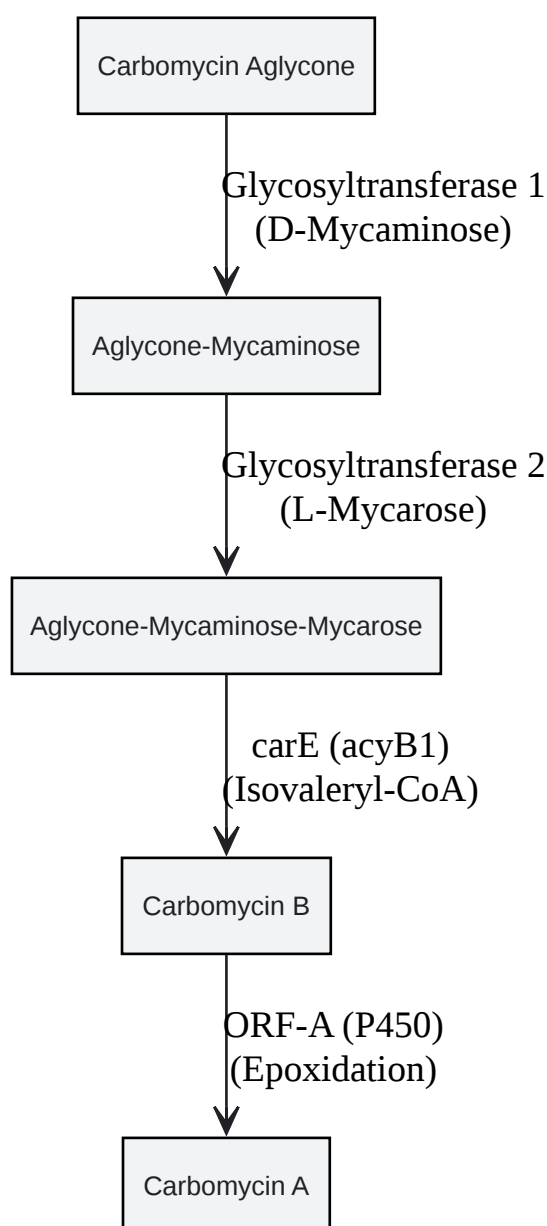 Carbomycin Aglycone
Glycosyltransferase 1
(D-Mycaminose)
Aglycone-Mycaminose
Glycosyltransferase 2
(L-Mycarose)
Aglycone-Mycaminose-Mycarose
carE (acyB1)
(Isovaleryl-CoA)
Carbomycin B
ORF-A (P450)
(Epoxidation)
Carbomycin A